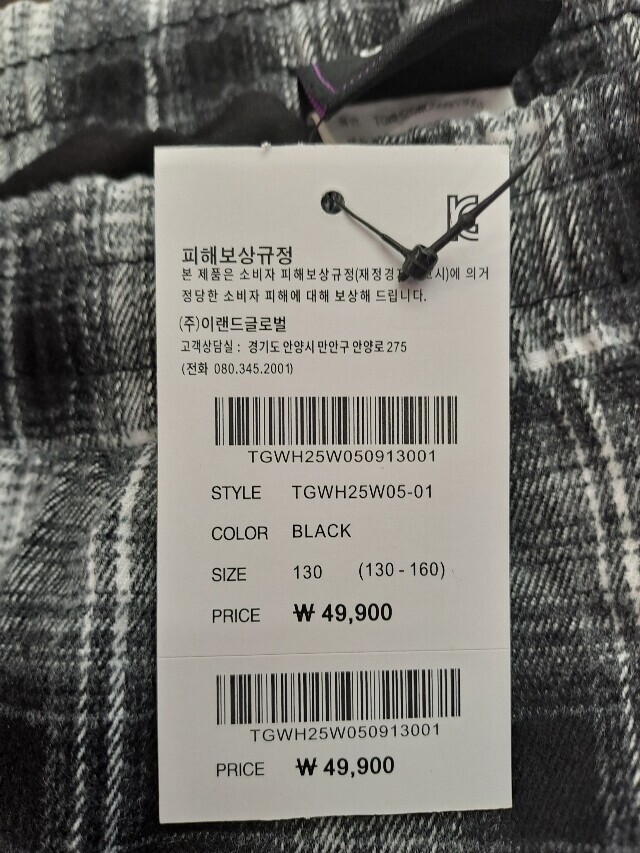 피해보상규정
본 제품은 소비자 피해보상규정(재정경 시)에 의거
정당한 소비자 피해에 대해 보상해 드립니다.
(주)이랜드글로벌
고객상담실 : 경기도 안양시 만안구 안양로 275
(전화 080.345.2001)
TGWH25W050913001
STYLE TGWH25W05-01
COLOR BLACK
SIZE 130 (130 - 160)
PRICE ₩ 49,900
TGWH25W050913001
PRICE ₩ 49,900